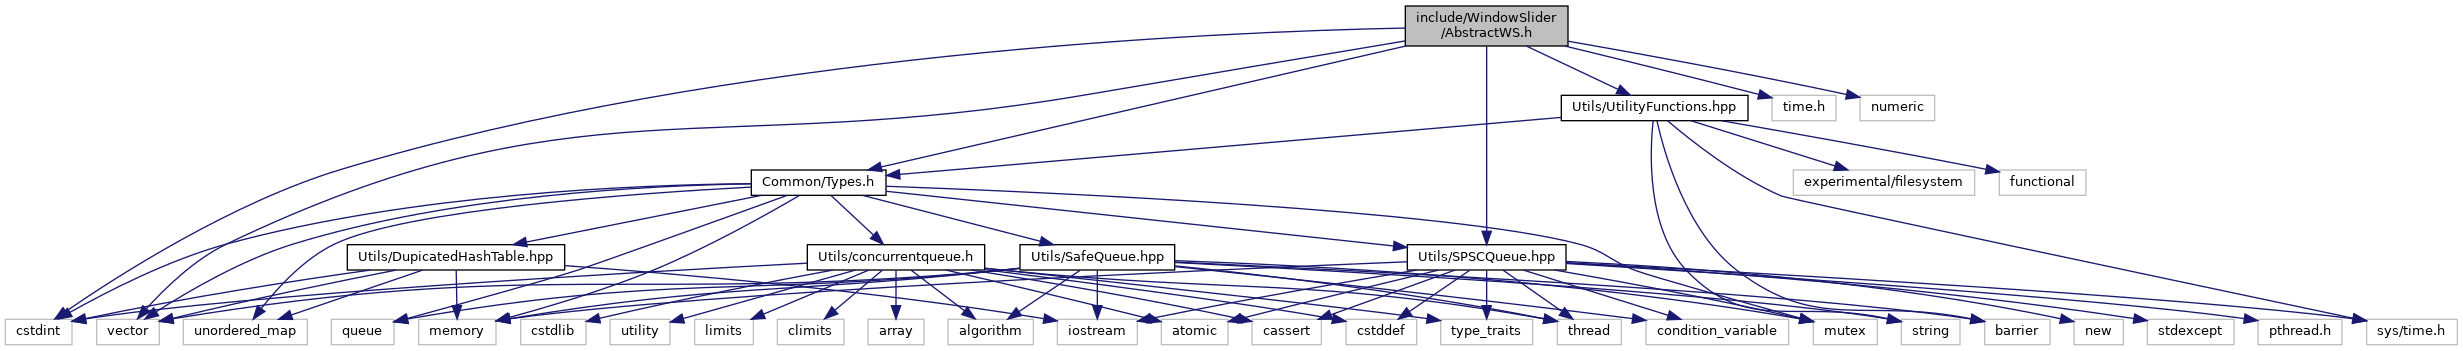 include/WindowSlider
/AbstractWS.h
Utils/UtilityFunctions.hpp
time.h
numeric
Common/Types.h
experimental/filesystem
functional
Utils/DupicatedHashTable.hpp
Utils/concurrentqueue.h
Utils/SafeQueue.hpp
Utils/SPSCQueue.hpp
cstdint
vector
unordered_map
queue
memory
cstdlib
utility
limits
climits
array
algorithm
iostream
atomic
cassert
cstddef
type_traits
thread
condition_variable
mutex
string
barrier
new
stdexcept
pthread.h
sys/time.h